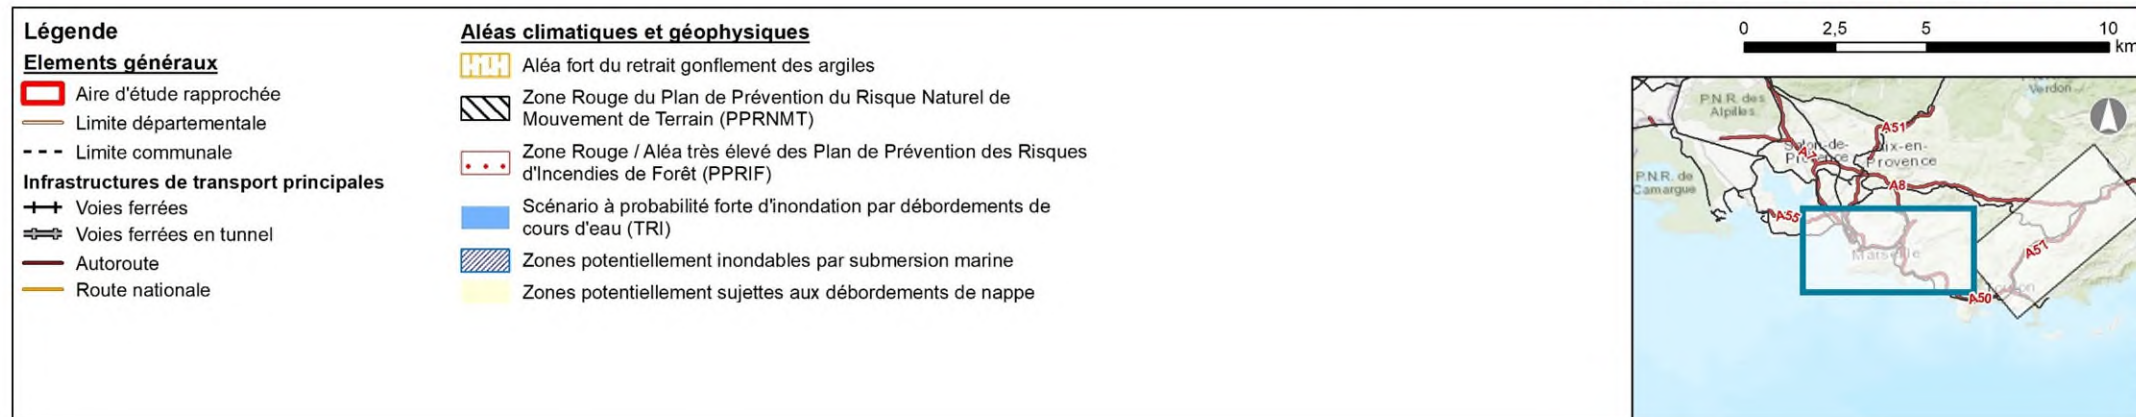 Légende
Elements généraux
Aire d'étude rapprochée
Limite départementale
Limite communale
Infrastructures de transport principales
Voies ferrées
Voies ferrées en tunnel
Autoroute
Route nationale
Aléas climatiques et géophysiques
Aléa fort du retrait gonflement des argiles
Zone Rouge du Plan de Prévention du Risque Naturel de
Mouvement de Terrain (PPRNMT)
Zone Rouge / Aléa très élevé des Plan de Prévention des Risques
d'Incendies de Forêt (PPRIF)
Scénario à probabilité forte d'inondation par débordements de
cours d'eau (TRI)
Zones potentiellement inondables par submersion marine
Zones potentiellement sujettes aux débordements de nappe
0 2,5 5 10
km
Verdon
P.N.R. des
Alpilles
A51
A7
Salon-de-
Provence
Aix-en-
Provence
P.N.R. de
Camargue
A8
A55
Marseille
A57
Toulon
A50